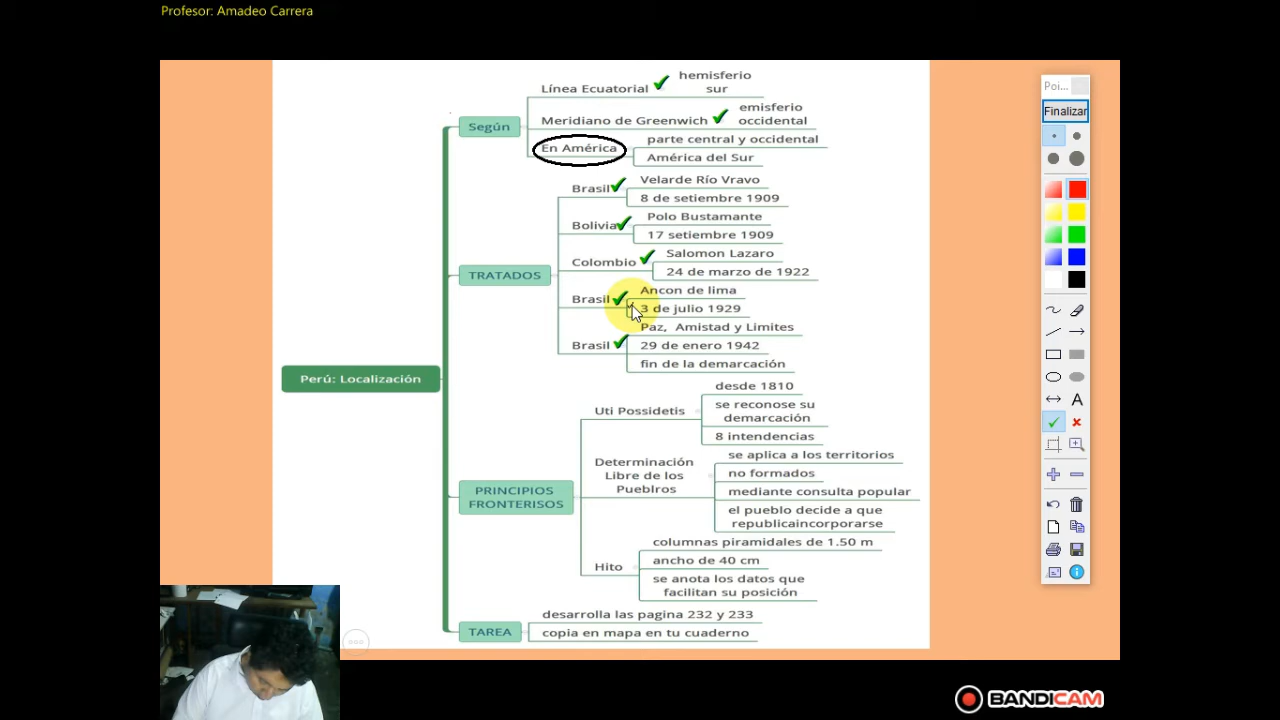 Profesor: Amadeo Carrera
Poi...
Finalizar
Perú: Localización
Según
Línea Ecuatorial
hemisferio
sur
Meridiano de Greenwich
emisferio
occidental
En América
parte central y occidental
América del Sur
TRATADOS
Brasil
Velarde Río Vravo
8 de setiembre 1909
Bolivia
Polo Bustamante
17 setiembre 1909
Colombio
Salomon Lazaro
24 de marzo de 1922
Brasil
Ancon de lima
3 de julio 1929
Brasil
Paz, Amistad y Limites
29 de enero 1942
fin de la demarcación
PRINCIPIOS
FRONTERISOS
Uti Possidetis
desde 1810
se reconose su
demarcación
8 intendencias
Determinación
Libre de los
Pueblros
se aplica a los territorios
no formados
mediante consulta popular
el pueblo decide a que
republicaincorporarse
Hito
columnas piramidales de 1.50 m
ancho de 40 cm
se anota los datos que
facilitan su posición
TAREA
desarrolla las pagina 232 y 233
copia en mapa en tu cuaderno
A
BANDICAM